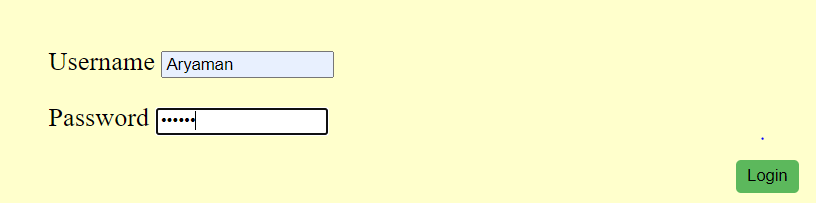 Username Aryaman
Password ••••••
Login